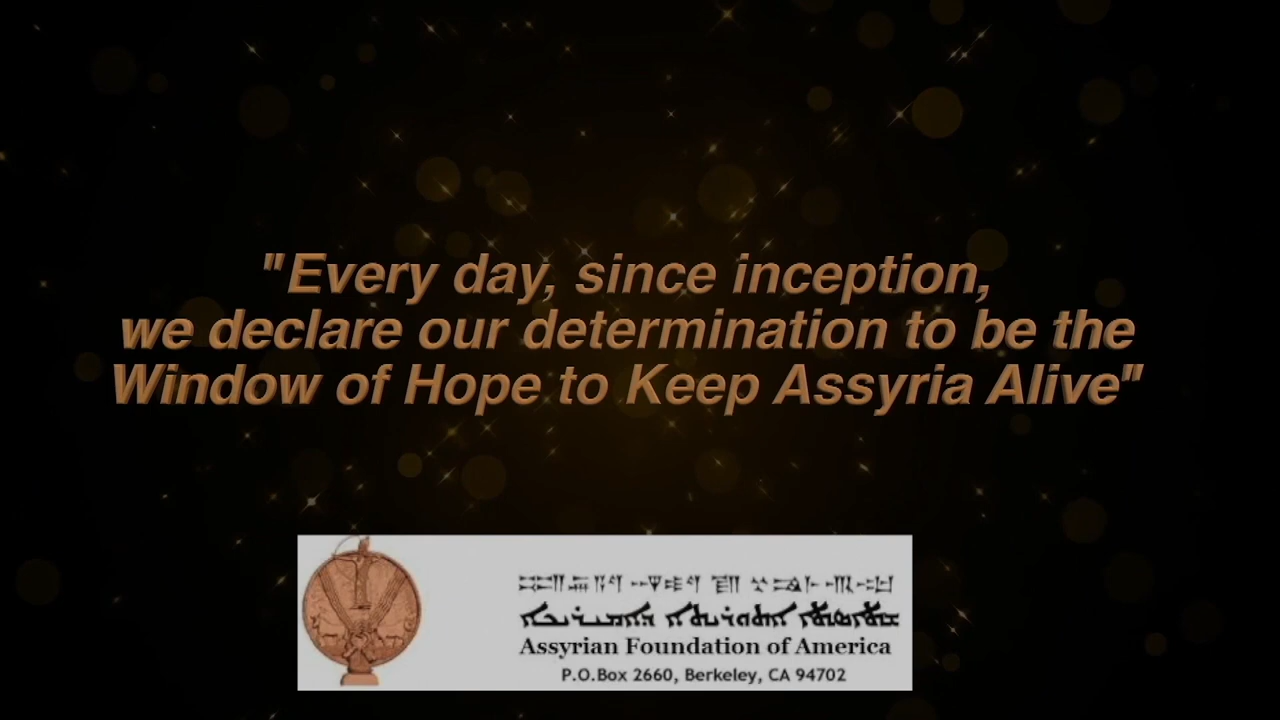 "Every day, since inception,
we declare our determination to be the
Window of Hope to Keep Assyria Alive"
Assyrian Foundation of America
P.O.Box 2660, Berkeley, CA 94702